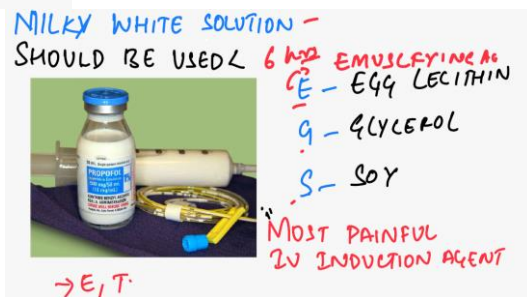 MILKY WHITE SOLUTION -
SHOULD BE USED < 6 hrs
EMUSLFYING AG
E - EGG LECITHIN
G - GLYCEROL
S - SOY
PROPOFOL
MOST PAINFUL
IV INDUCTION AGENT
→ E, T.